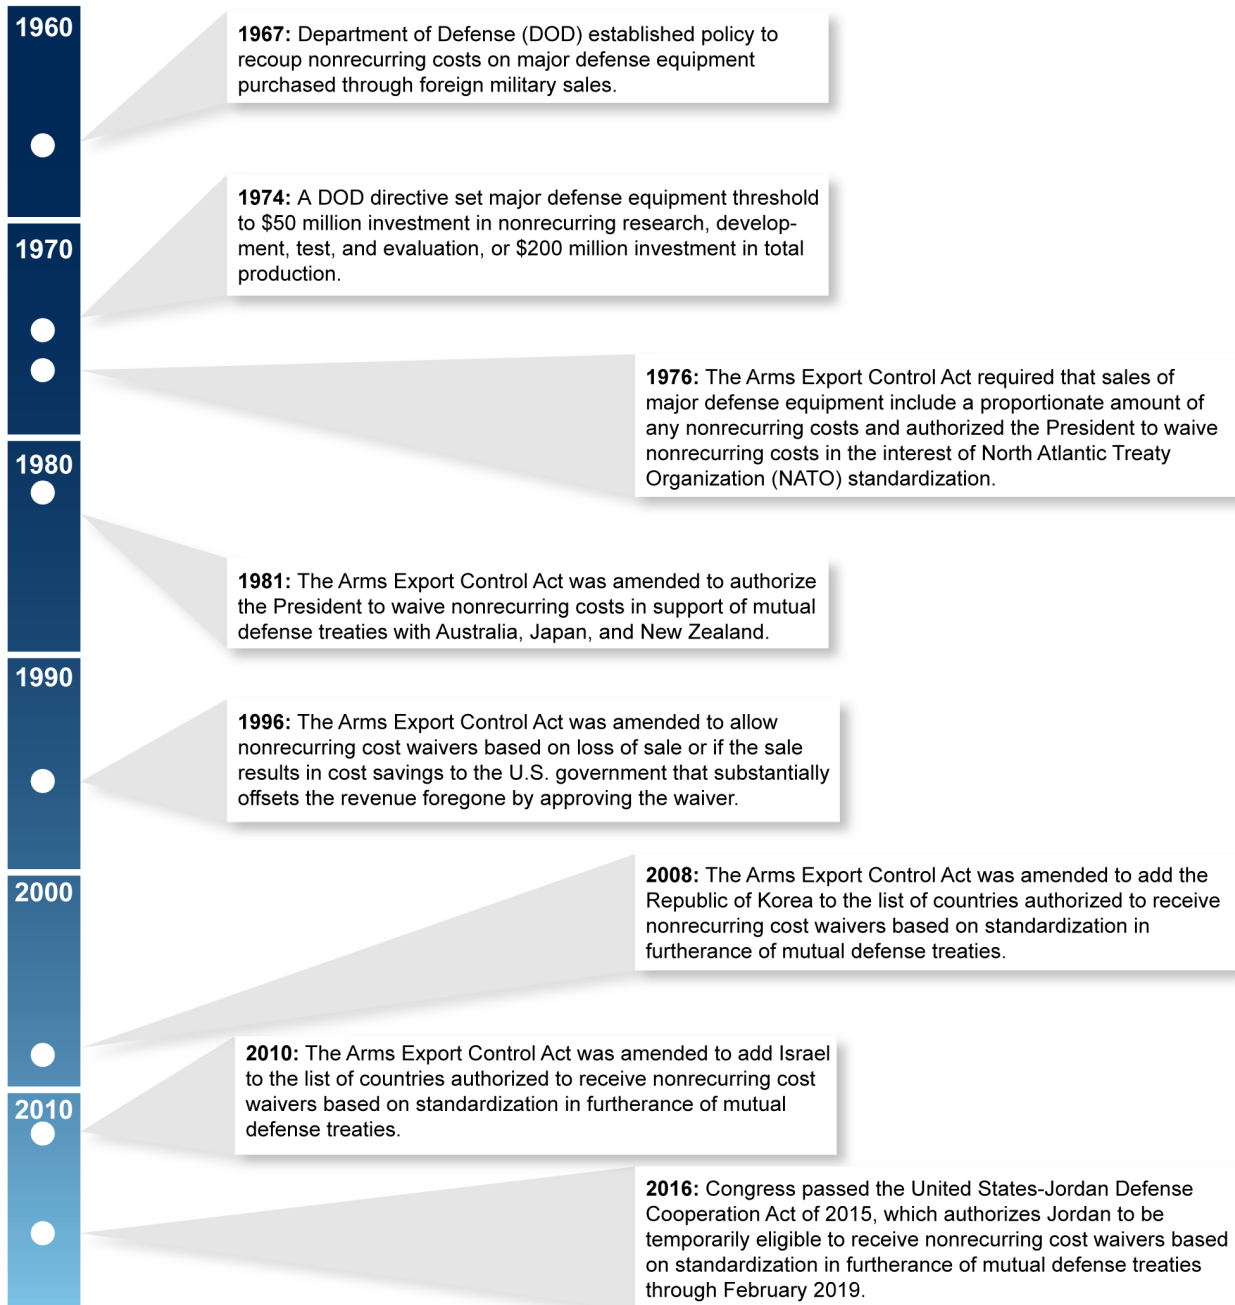 1960
1967: Department of Defense (DOD) established policy to
recoup nonrecurring costs on major defense equipment
purchased through foreign military sales.
1974: A DOD directive set major defense equipment threshold
to $50 million investment in nonrecurring research, develop-
ment, test, and evaluation, or $200 million investment in total
production.
1970
1976: The Arms Export Control Act required that sales of
major defense equipment include a proportionate amount of
any nonrecurring costs and authorized the President to waive
nonrecurring costs in the interest of North Atlantic Treaty
Organization (NATO) standardization.
1980
1981: The Arms Export Control Act was amended to authorize
the President to waive nonrecurring costs in support of mutual
defense treaties with Australia, Japan, and New Zealand.
1990
1996: The Arms Export Control Act was amended to allow
nonrecurring cost waivers based on loss of sale or if the sale
results in cost savings to the U.S. government that substantially
offsets the revenue foregone by approving the waiver.
2000
2008: The Arms Export Control Act was amended to add the
Republic of Korea to the list of countries authorized to receive
nonrecurring cost waivers based on standardization in
furtherance of mutual defense treaties.
2010
2010: The Arms Export Control Act was amended to add Israel
to the list of countries authorized to receive nonrecurring cost
waivers based on standardization in furtherance of mutual
defense treaties.
2016: Congress passed the United States-Jordan Defense
Cooperation Act of 2015, which authorizes Jordan to be
temporarily eligible to receive nonrecurring cost waivers based
on standardization in furtherance of mutual defense treaties
through February 2019.